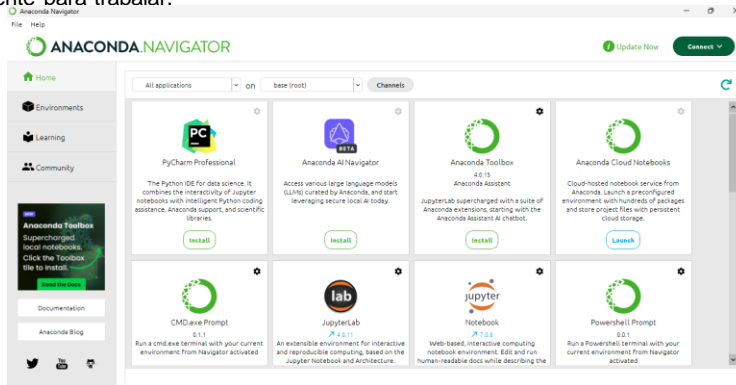 ente para trabalhar.
Anaconda Navigator
File Help
ANACONDA.NAVIGATOR
Update Now
Connect
Home
Environments
Learning
Community
All applications
on
base (root)
Channels
PC
PyCharm Professional
The Python IDE for data science. It
combines the interactivity of Jupyter
notebooks with intelligent Python coding
assistance, Anaconda support, and scientific
libraries.
Install
BETA
Anaconda AI Navigator
Access various large language models
(LLMs) curated by Anaconda, and start
leveraging secure local AI today.
Install
Anaconda Toolbox
4.0.15
Anaconda Assistant
JupyterLab supercharged with a suite of
Anaconda extensions, starting with the
Anaconda Assistant AI chatbot.
Install
Anaconda Cloud Notebooks
Cloud-hosted notebook service from
Anaconda. Launch a preconfigured
environment with hundreds of packages
and store project files with persistent
cloud storage.
Launch
NEW
Anaconda Toolbox
Supercharged
local notebooks.
Click the Toolbox
tile to Install.
Read the Docs
Documentation
Anaconda Blog
You
Tube
CMD.exe Prompt
0.1.1
Run a cmd.exe terminal with your current
environment from Navigator activated
lab
JupyterLab
4.0.11
An extensible environment for interactive
and reproducible computing, based on the
Jupyter Notebook and Architecture.
jupyter
Notebook
7.0.8
Web-based, interactive computing
notebook environment. Edit and run
human-readable docs while describing the
Powershell Prompt
0.0.1
Run a Powershell terminal with your
current environment from Navigator
activated